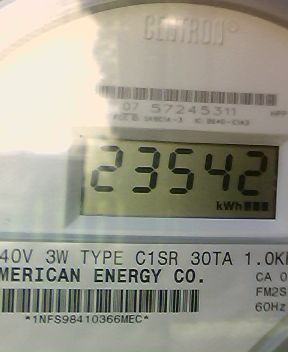 CENTRON®
07 57245311
23542
kWh
40V 3W TYPE C1SR 30TA 1.0K
MERICAN ENERGY CO.
CA 0
FM2S
60Hz
*1NFS98410366MEC*